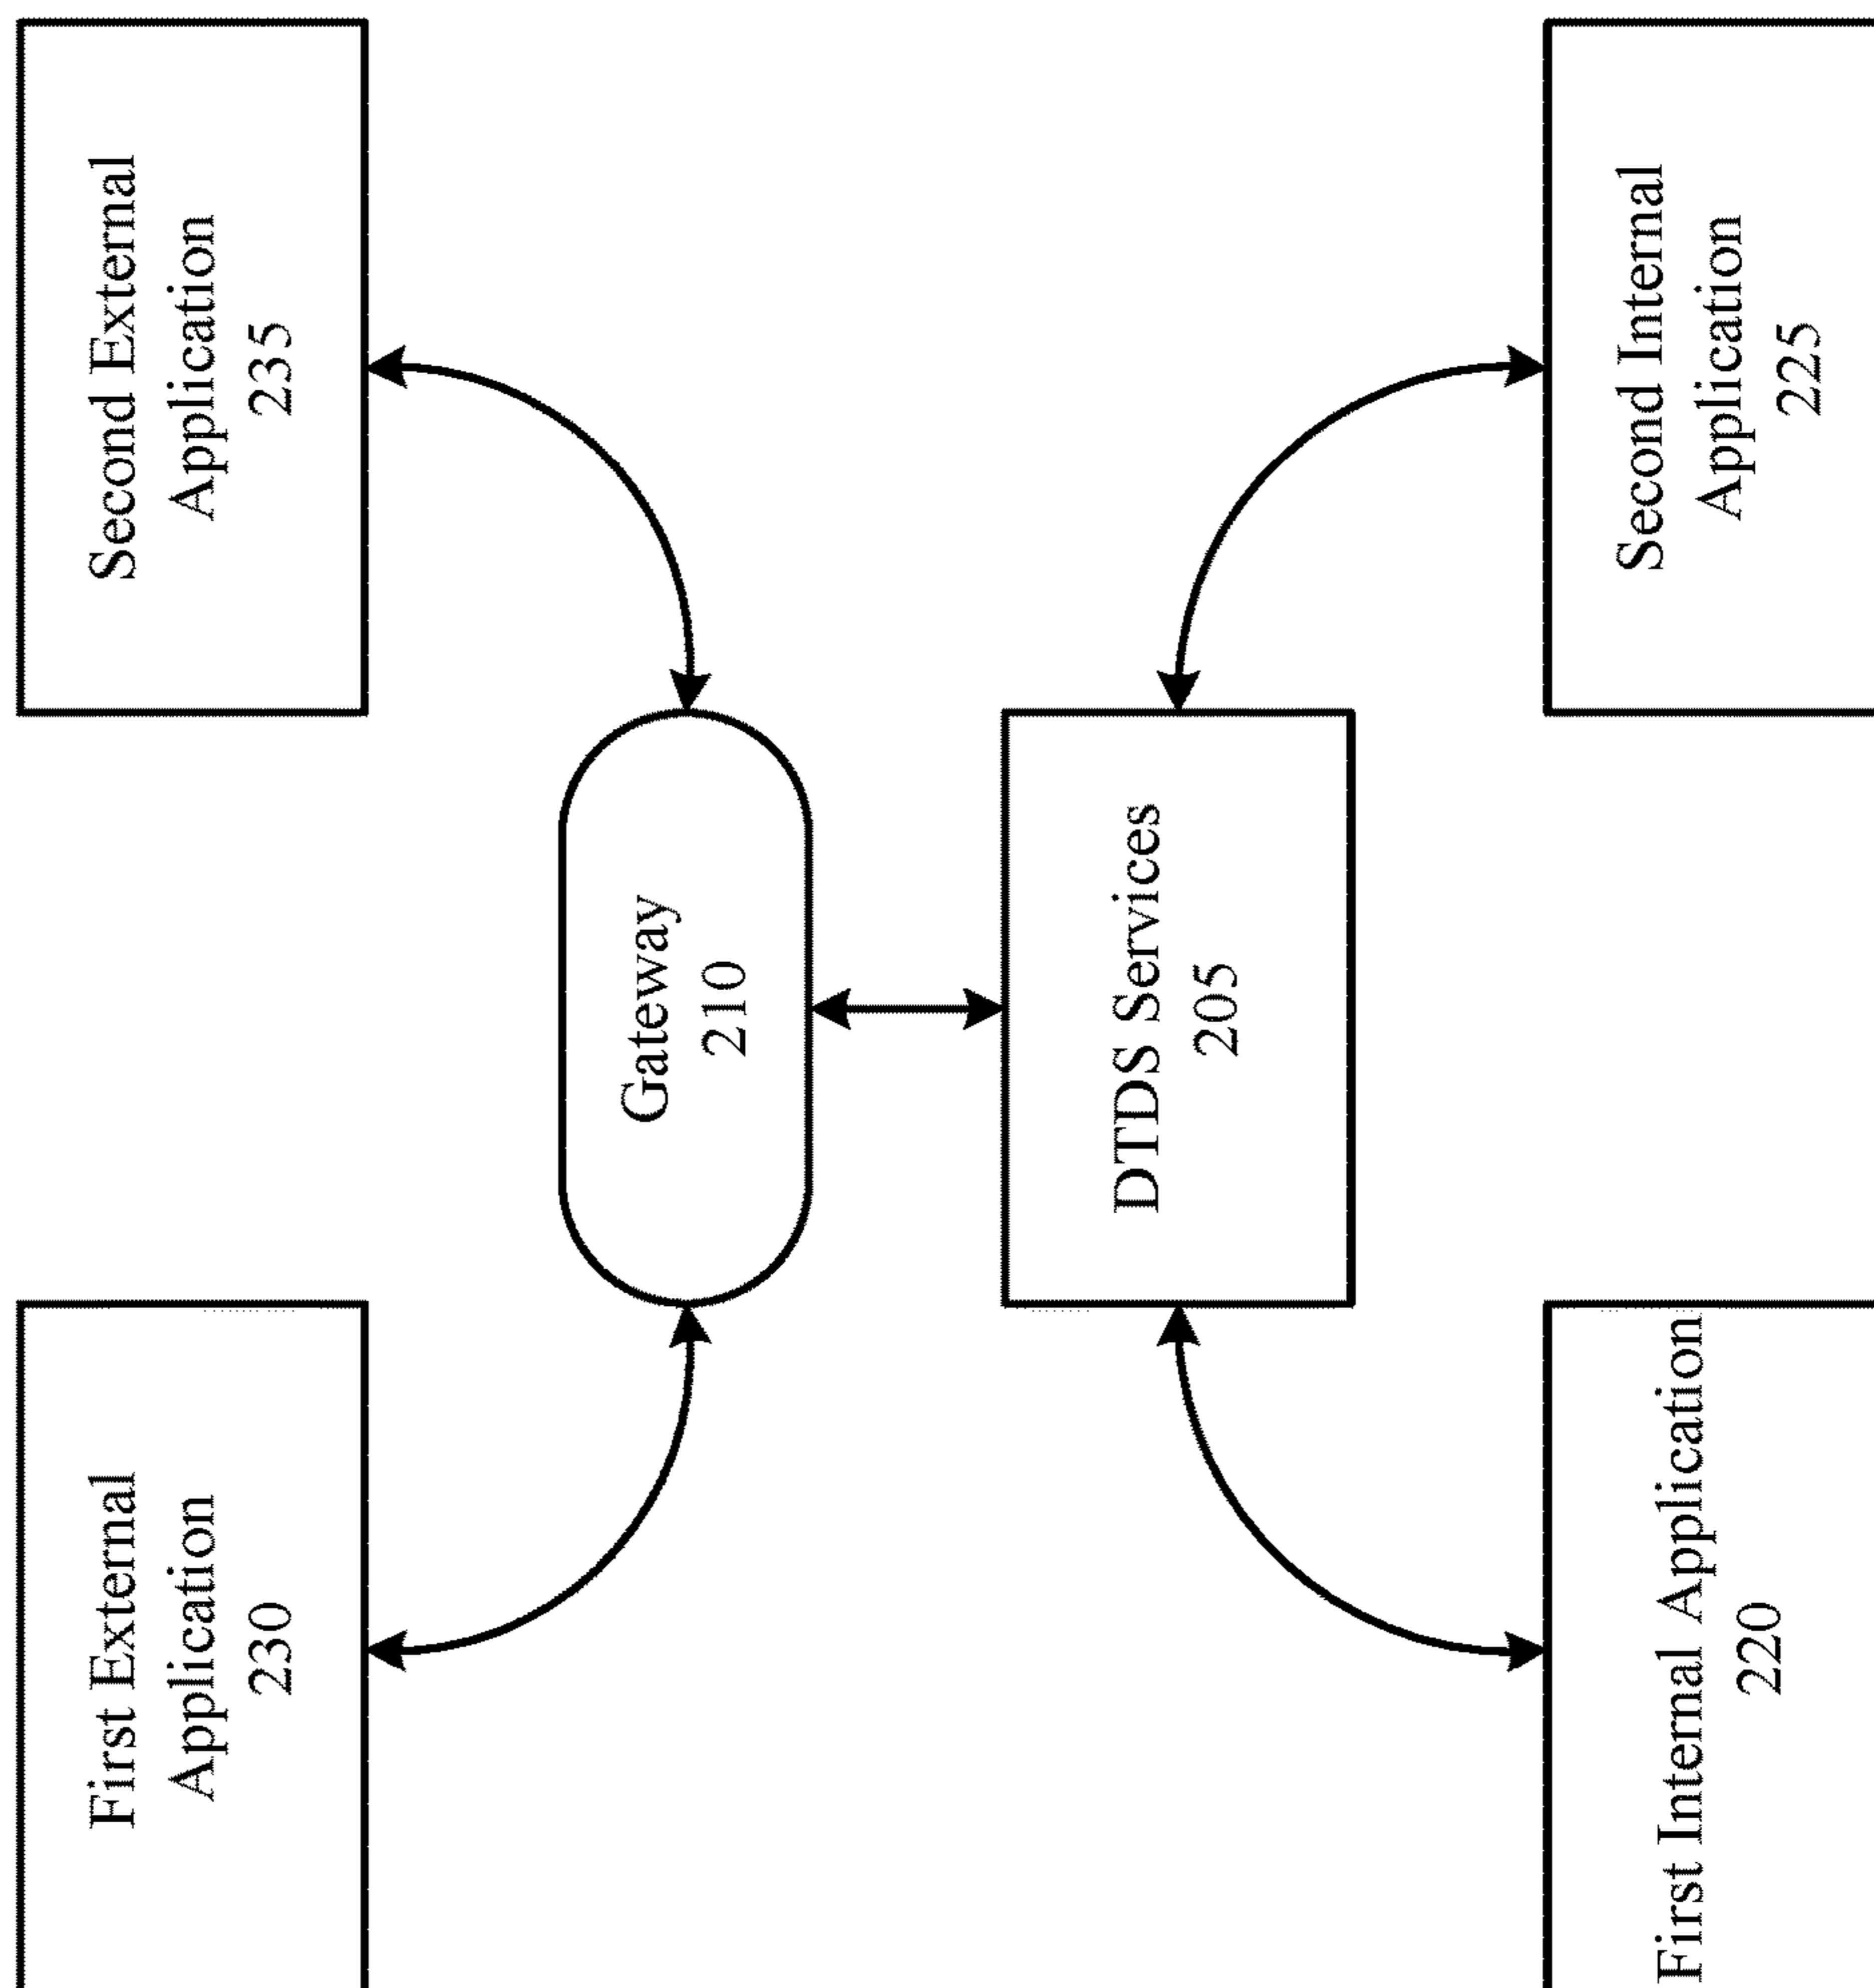 First External
Application
230
Second External
Application
235
Gateway
210
DTDS Services
205
First Internal Application
220
Second Internal
Application
225